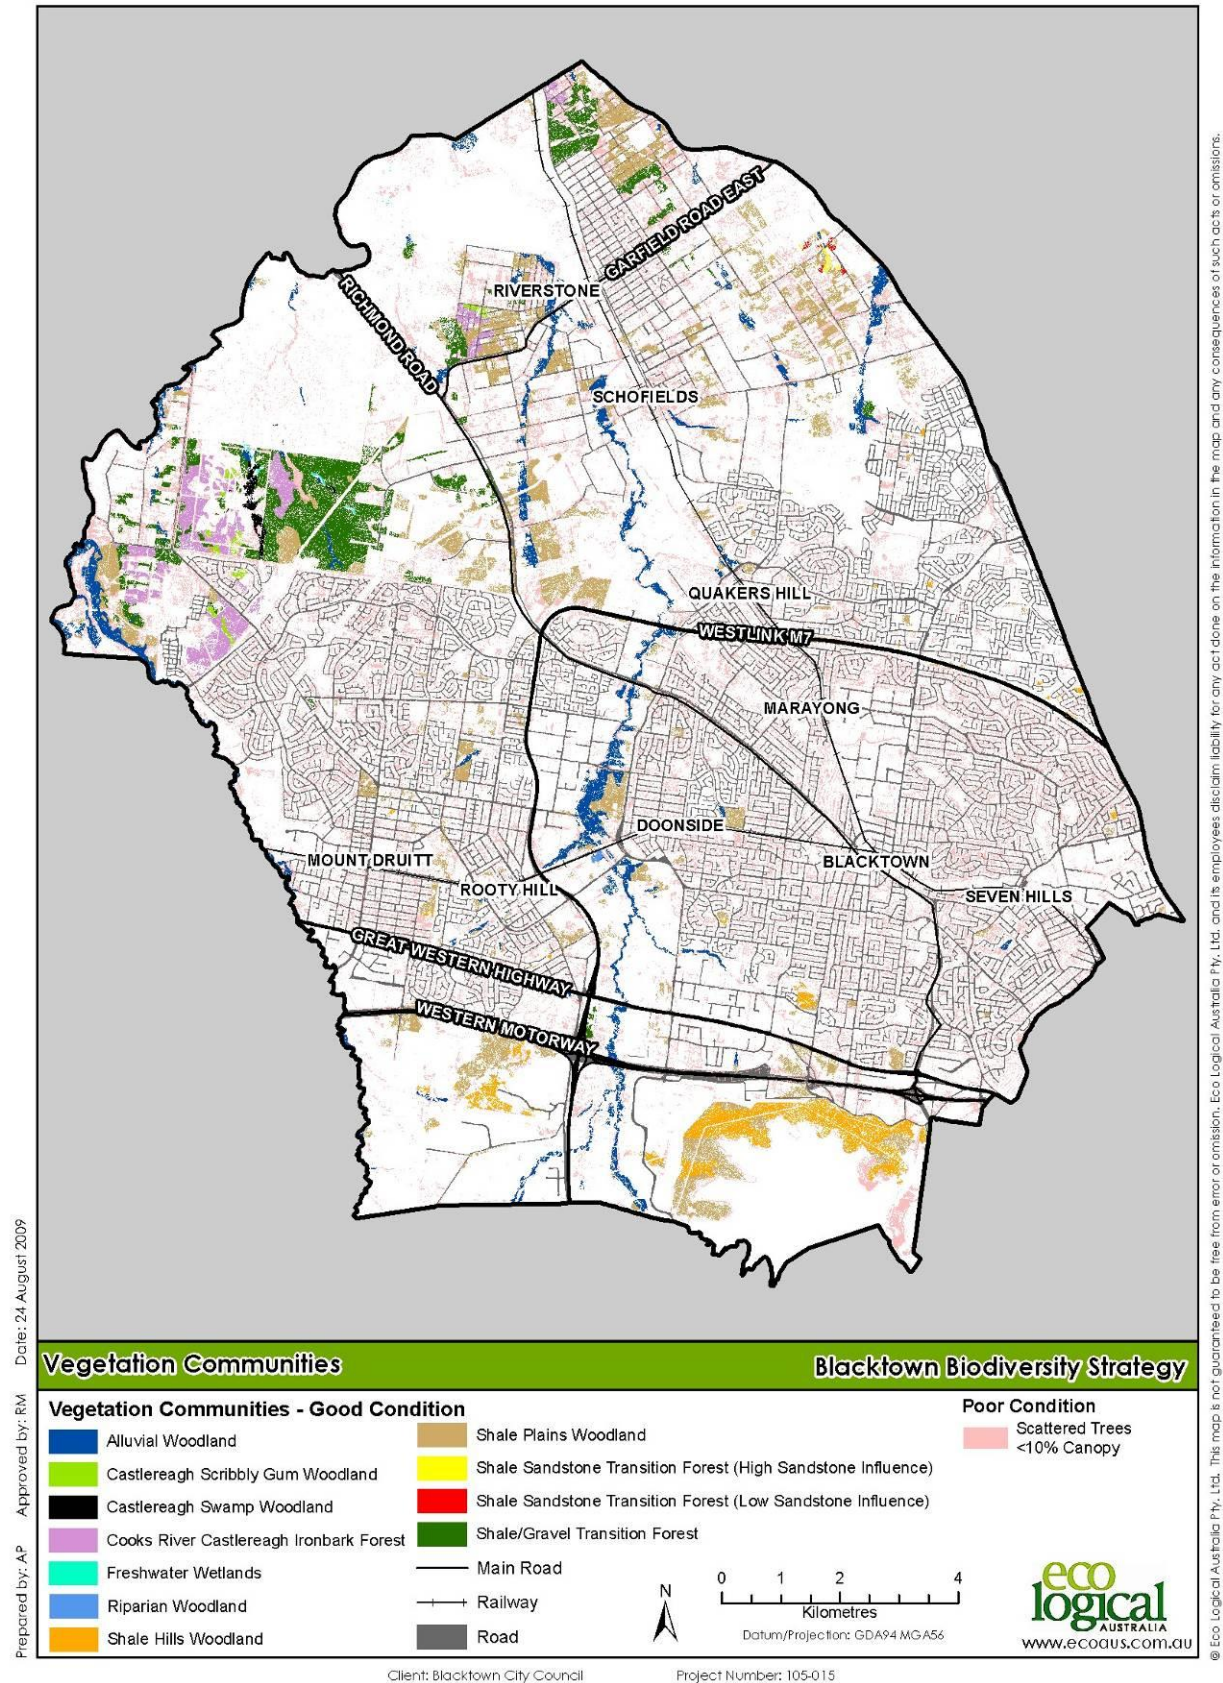 GARFIELD ROAD EAST
RIVERSTONE
RICHMOND ROAD
SCHOFIELDS
QUAKERS HILL
WESTLINK M7
MARAYONG
DOONSIDE
MOUNT DRUITT
BLACKTOWN
ROOTY HILL
SEVEN HILLS
GREAT WESTERN HIGHWAY
WESTERN MOTORWAY
Vegetation Communities
Blacktown Biodiversity Strategy
Vegetation Communities - Good Condition
Alluvial Woodland
Castlereagh Scribbly Gum Woodland
Castlereagh Swamp Woodland
Cooks River Castlereagh Ironbark Forest
Freshwater Wetlands
Riparian Woodland
Shale Hills Woodland
Shale Plains Woodland
Shale Sandstone Transition Forest (High Sandstone Influence)
Shale Sandstone Transition Forest (Low Sandstone Influence)
Shale/Gravel Transition Forest
Main Road
Railway
Road
Poor Condition
Scattered Trees
<10% Canopy
N
0 1 2 4
Kilometres
Datum/Projection: GDA94 MGA56
eco
logical
AUSTRALIA
www.ecoaus.com.au
Prepared by: AP Approved by: RM Date: 24 August 2009
© Eco Logical Australia Pty. Ltd. This map is not guaranteed to be free from error or omission. Eco Logical Australia Pty, Ltd. and its employees disclaim liability for any act done on the information in the map and any consequences of such acts or omissions.
Client: Blacktown City Council Project Number: 105-015